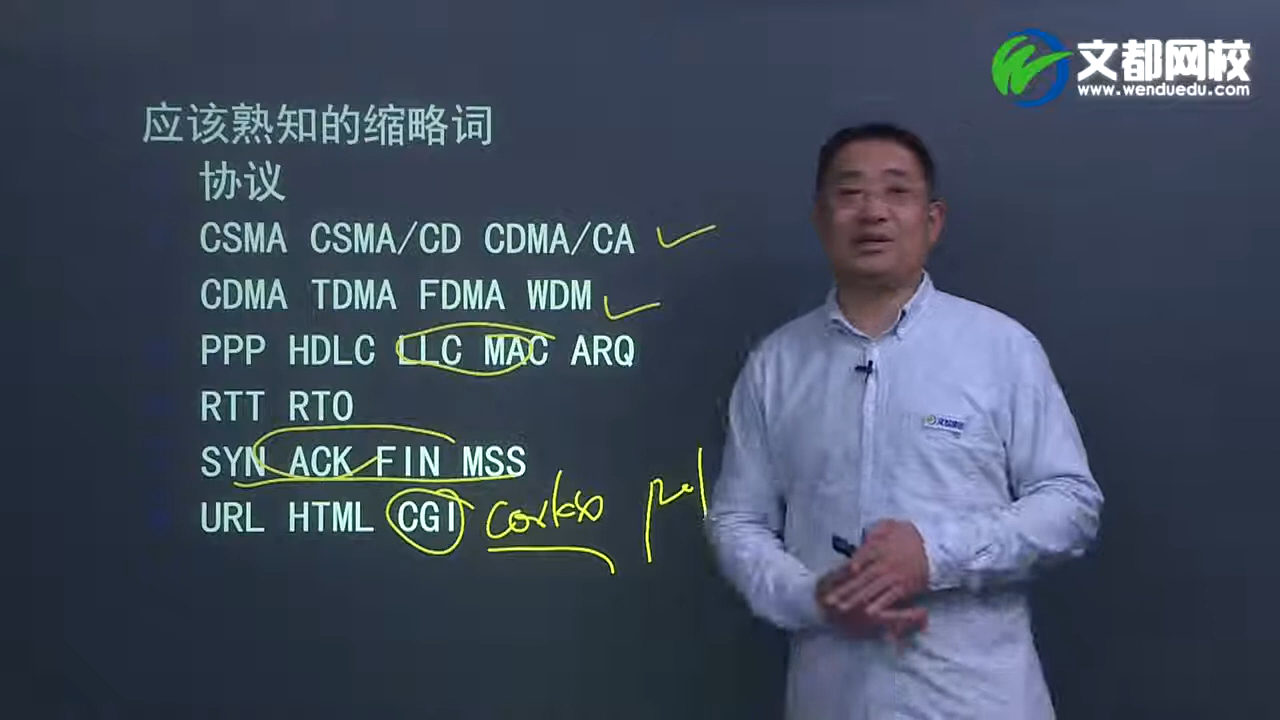 文都网校
www.wenduedu.com
应该熟知的缩略词
协议
CSMA CSMA/CD CDMA/CA
CDMA TDMA FDMA WDM
PPP HDLC LLC MAC ARQ
RTT RTO
SYN ACK FIN MSS
URL HTML CGI